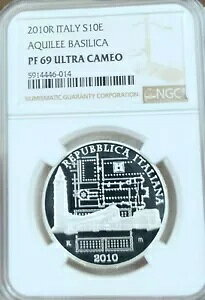 2010R ITALY S10E
AQUILEE BASILICA
PF 69 ULTRA CAMEO
5914446-014
NUMISMATIC GUARANTY CORPORATION
NGC
REPUBBLICA ITALIANA
R
2010